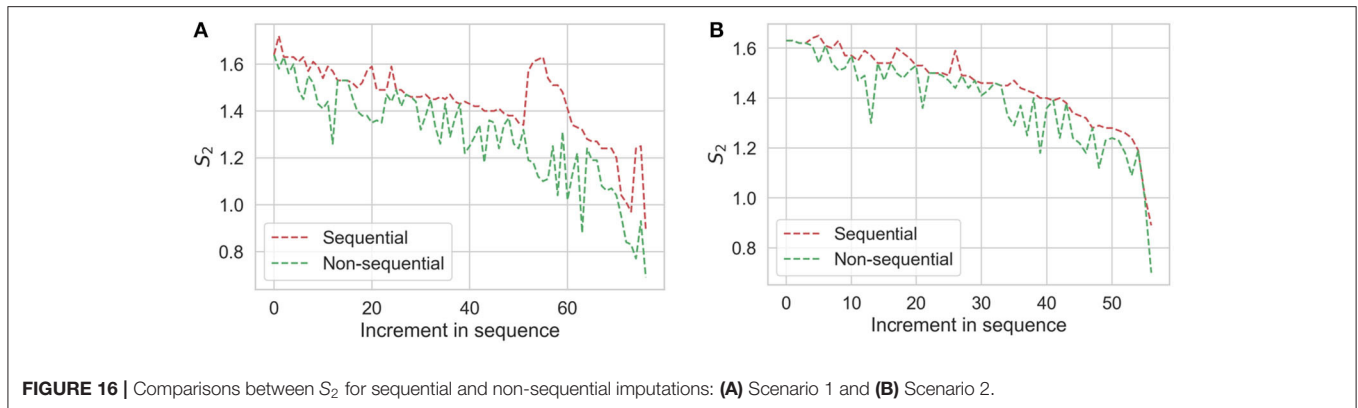 A
1.6
1.4
1.2
1.0
0.8
S₂
Sequential
Non-sequential
0
20
40
60
Increment in sequence
B
1.6
1.4
1.2
1.0
0.8
S₂
Sequential
Non-sequential
0
10
20
30
40
50
Increment in sequence
FIGURE 16 | Comparisons between S₂ for sequential and non-sequential imputations: (A) Scenario 1 and (B) Scenario 2.